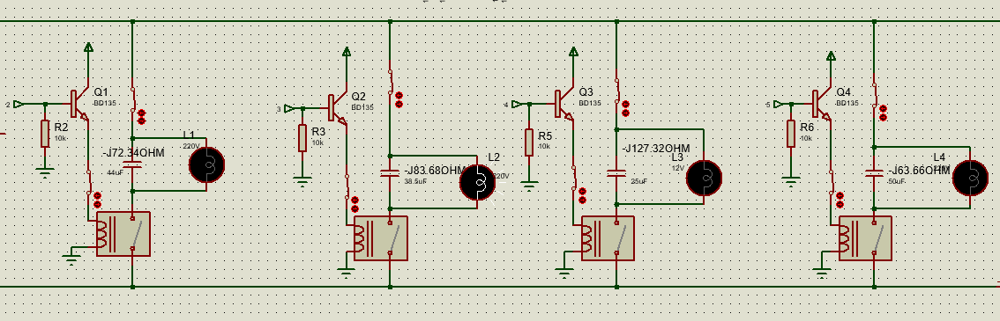 Q1
BD135
2
R2
10k
-J72.34OHM
44uF
L1
220V
Q2
BD135
3
R3
10k
-J83.68OHM
38.5uF
L2
220V
Q3
BD135
4
R5
10k
-J127.32OHM
25uF
L3
12V
Q4
BD135
5
R6
10k
-J63.66OHM
50uF
L4